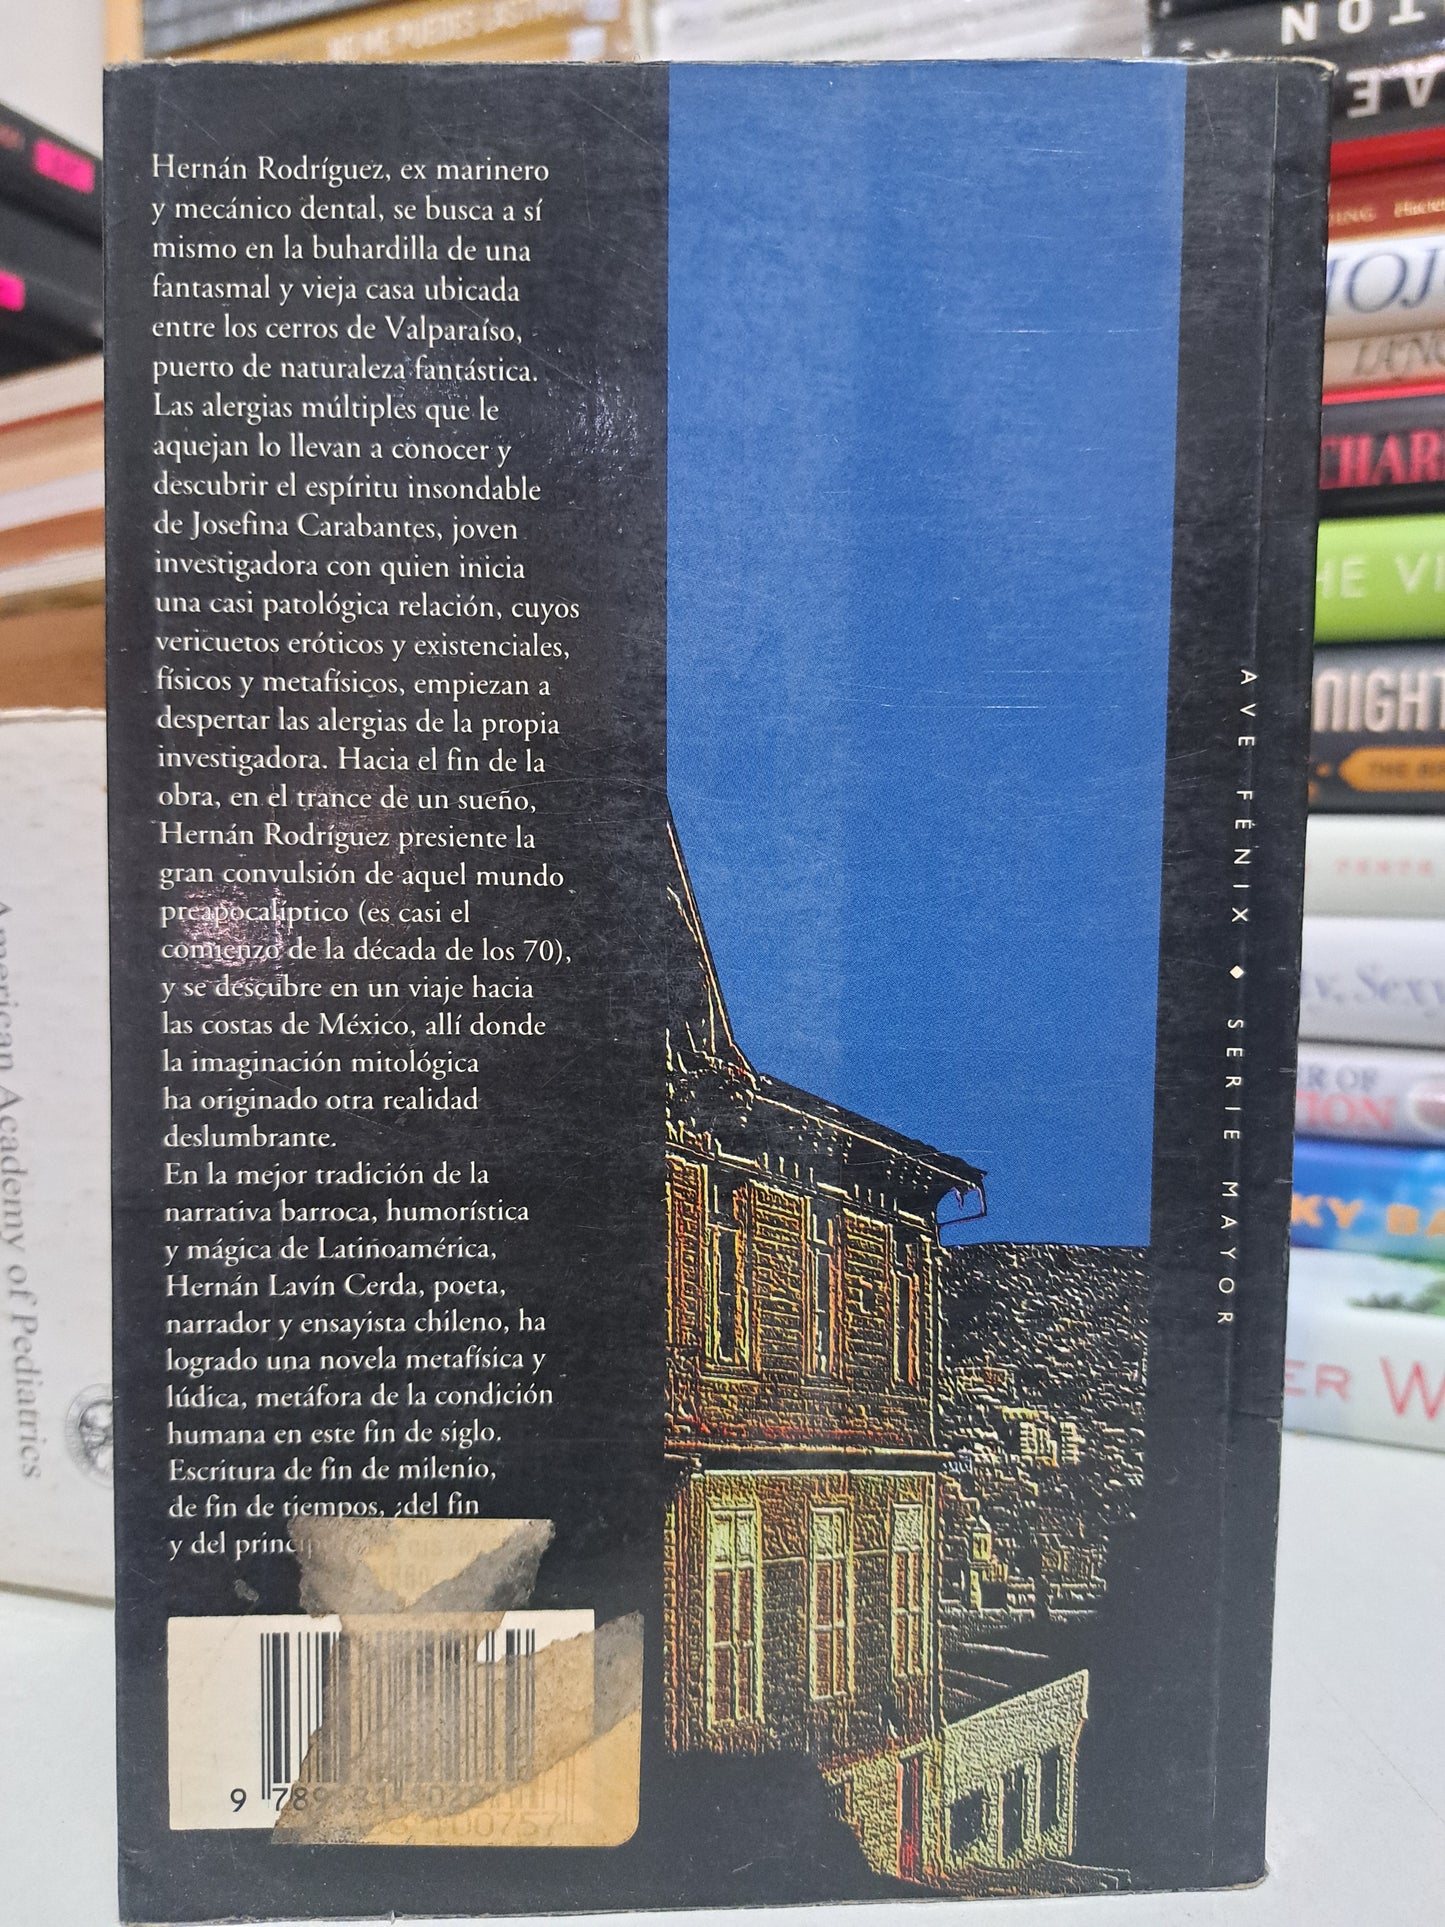 Hernán Rodríguez, ex marinero
y mecánico dental, se busca a sí
mismo en la buhardilla de una
fantasmal y vieja casa ubicada
entre los cerros de Valparaíso,
puerto de naturaleza fantástica.
Las alergias múltiples que le
aquejan lo llevan a conocer y
descubrir el espíritu insondable
de Josefina Carabantes, joven
investigadora con quien inicia
una casi patológica relación, cuyos
vericuetos eróticos y existenciales,
físicos y metafísicos, empiezan a
despertar las alergias de la propia
investigadora. Hacia el fin de la
obra, en el trance de un sueño,
Hernán Rodríguez presiente la
gran convulsión de aquel mundo
preapocalíptico (es casi el
comienzo de la década de los 70),
y se descubre en un viaje hacia
las costas de México, allí donde
la imaginación mitológica
ha originado otra realidad
deslumbrante.
En la mejor tradición de la
narrativa barroca, humorística
y mágica de Latinoamérica,
Hernán Lavín Cerda, poeta,
narrador y ensayista chileno, ha
logrado una novela metafísica y
lúdica, metáfora de la condición
humana en este fin de siglo.
Escritura de fin de milenio,
de fin de tiempos, ¿del fin
y del
9 789
100757
AVE FÉNIX ◆ SERIE MAYOR
American Academy of Pediatrics
ME PUEDES
NIGHT
TION